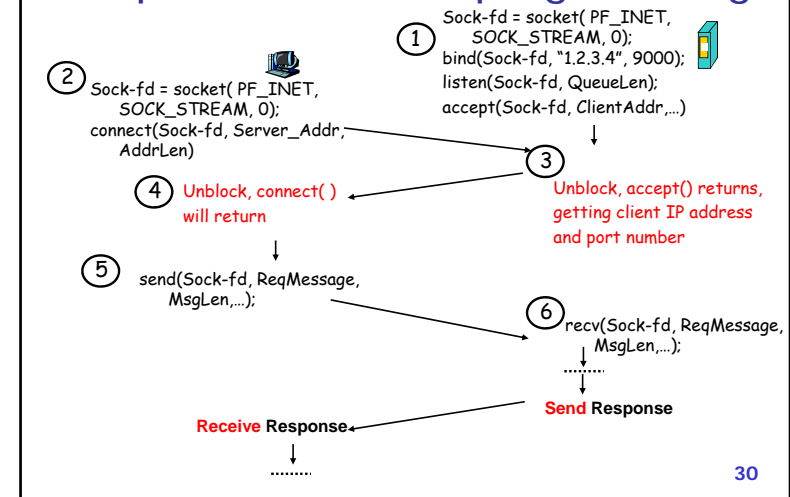 1
Sock-fd = socket( PF_INET,
SOCK_STREAM, 0);
bind(Sock-fd, “1.2.3.4”, 9000);
listen(Sock-fd, QueueLen);
accept(Sock-fd, ClientAddr,…)
2
Sock-fd = socket( PF_INET,
SOCK_STREAM, 0);
connect(Sock-fd, Server_Addr,
AddrLen)
3
Unblock, accept() returns,
getting client IP address
and port number
4
Unblock, connect( )
will return
5
send(Sock-fd, ReqMessage,
MsgLen,…);
6
recv(Sock-fd, ReqMessage,
MsgLen,…);
………
Send Response
Receive Response
………
30